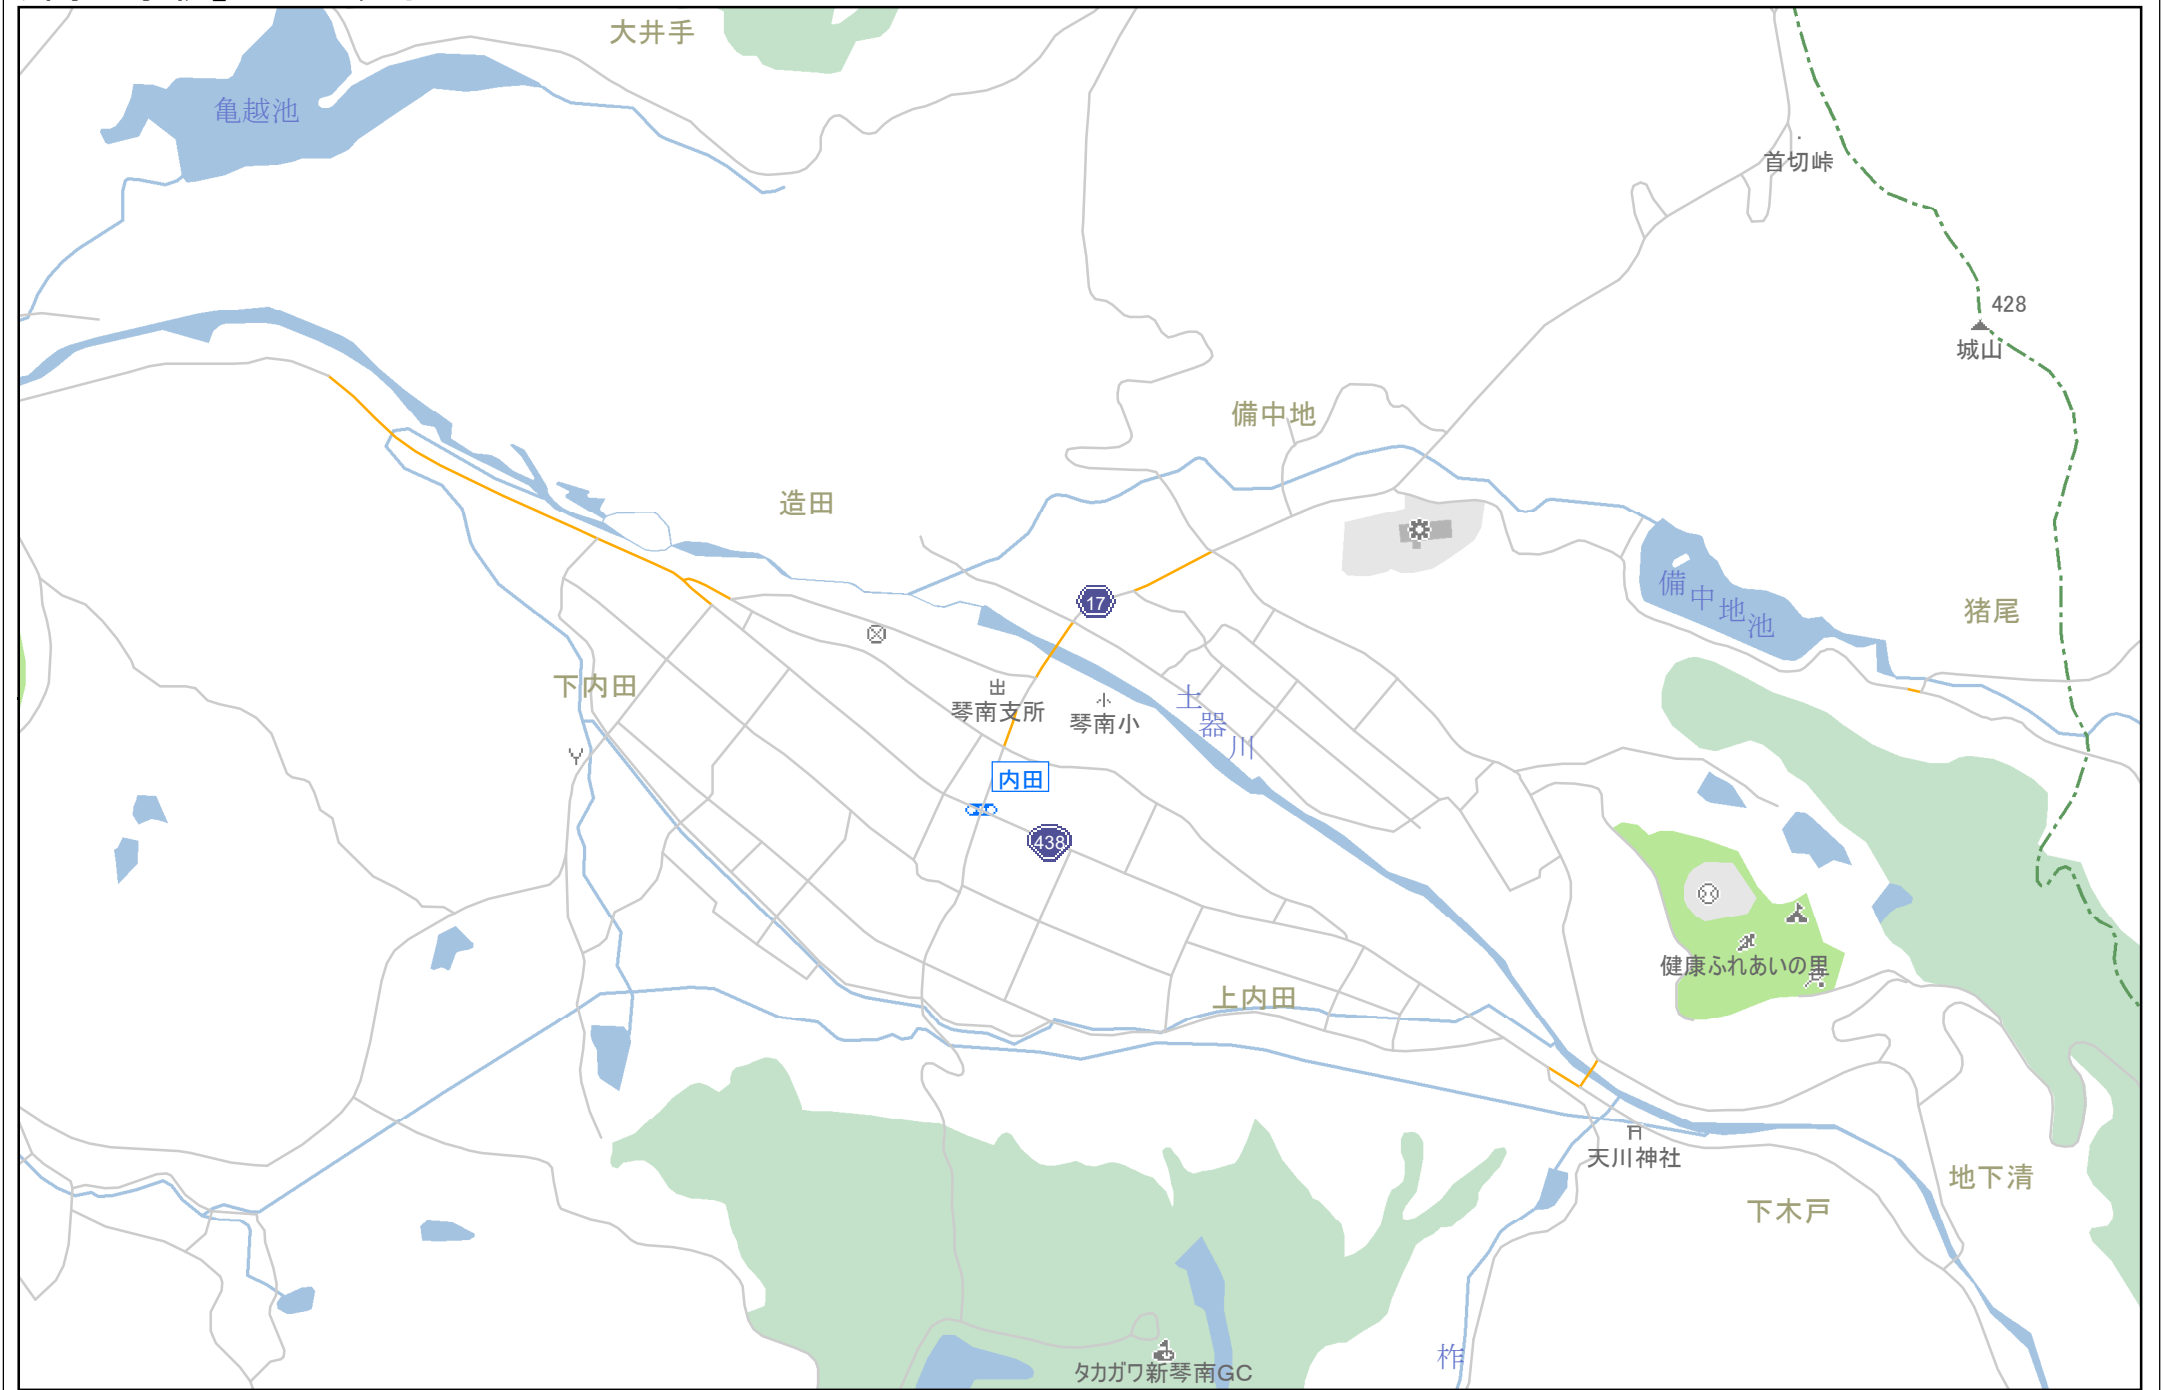 大井手
亀越池
首切峠
428
城山
備中地
造田
17
備中地池
猪尾
下内田
琴南支所
琴南小
土器川
内田
438
健康ふれあいの里
上内田
天川神社
地下清
下木戸
柞
タカガワ新琴南GC